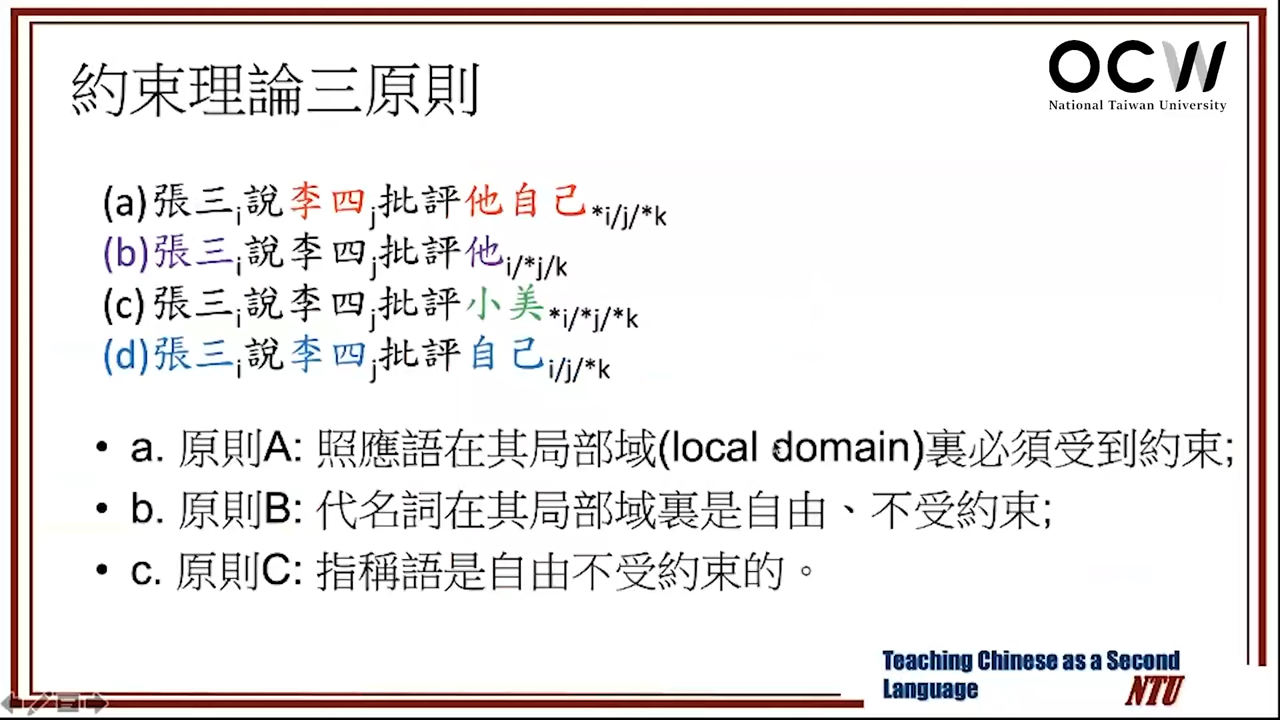 OCW
National Taiwan University
約束理論三原則
(a)張三i說李四j批評他自己*i/j/*k
(b)張三i說李四j批評他i/*j/k
(c)張三i說李四j批評小美*i/*j/*k
(d)張三i說李四j批評自己i/j/*k
• a. 原則A: 照應語在其局部域(local domain)裏必須受到約束;
• b. 原則B: 代名詞在其局部域裏是自由、不受約束;
• c. 原則C: 指稱語是自由不受約束的。
Teaching Chinese as a Second
Language
NTU